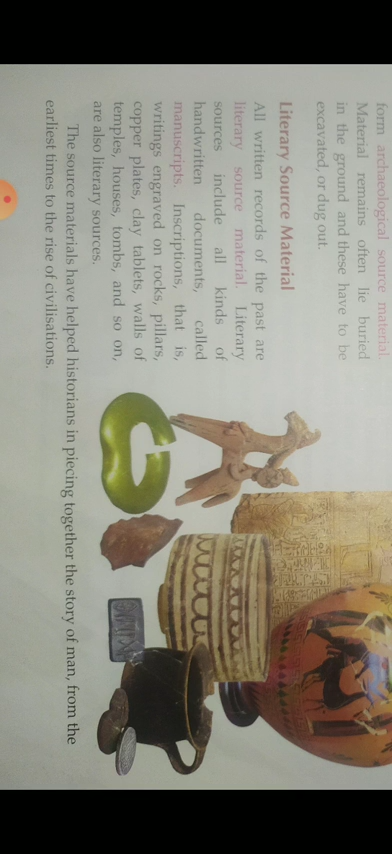 form archaeological source material.
Material remains often lie buried
in the ground and these have to be
excavated, or dug out.
Literary Source Material
All written records of the past are
literary source material. Literary
sources include all kinds of
handwritten documents, called
manuscripts. Inscriptions, that is,
writings engraved on rocks, pillars,
copper plates, clay tablets, walls of
temples, houses, tombs, and so on,
are also literary sources.
The source materials have helped historians in piecing together the story of man, from the
earliest times to the rise of civilisations.